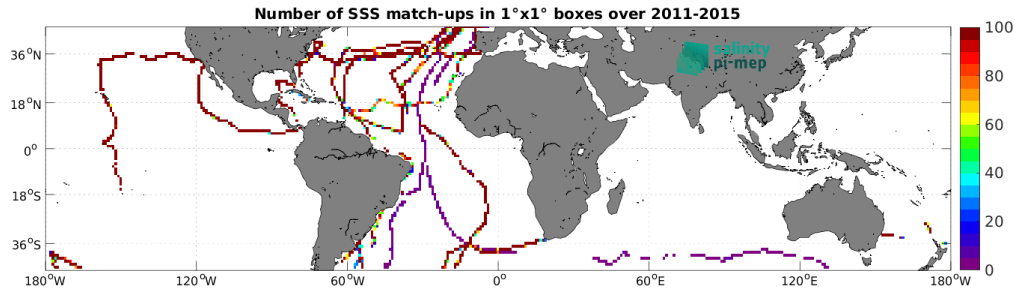 Number of SSS match-ups in 1°x1° boxes over 2011-2015
salinity
pi-mep
36°N
18°N
0°
18°S
36°S
180°W 120°W 60°W 0°W 60°W 120°W 180°W
100
80
60
40
20
0